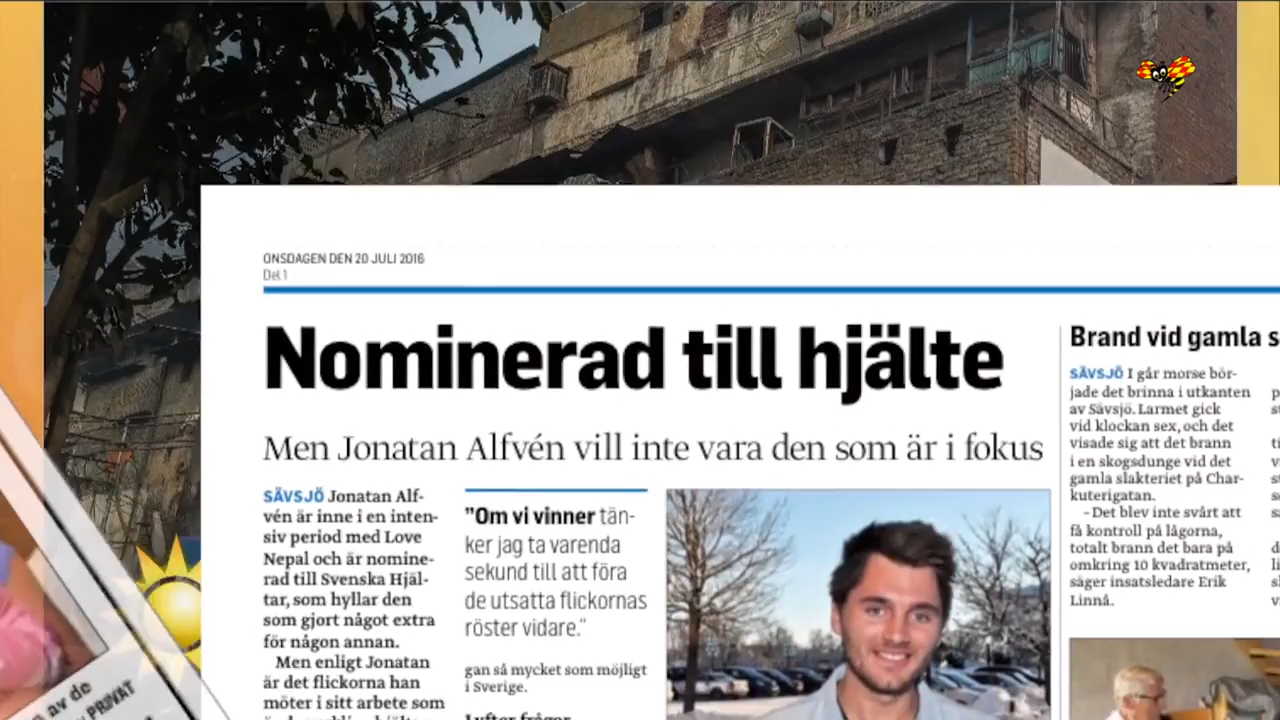 ONSDAGEN DEN 20 JULI 2016
Del 1
Nominerad till hjälte
Men Jonatan Alfvén vill inte vara den som är i fokus
SÄVSJÖ Jonatan Alf-
vén är inne i en inten-
siv period med Love
Nepal och är nomine-
rad till Svenska Hjäl-
tar, som hyllar den
som gjort något extra
för någon annan.
Men enligt Jonatan
är det flickorna han
möter i sitt arbete som
"Om vi vinner tän-
ker jag ta varenda
sekund till att föra
de utsatta flickornas
röster vidare."
gan så mycket som möjligt
i Sverige.
Lyfter frågor
Brand vid gamla s
SÄVSJÖ I går morse bör-
jade det brinna i utkanten
av Sävsjö. Larmet gick
vid klockan sex, och det
visade sig att det brann
i en skogsdunge vid det
gamla slakteriet på Char-
kuterigatan.
– Det blev inte svårt att
få kontroll på lågorna,
totalt brann det bara på
omkring 10 kvadratmeter,
säger insatsledare Erik
Linnå.
av de
PRIVAT